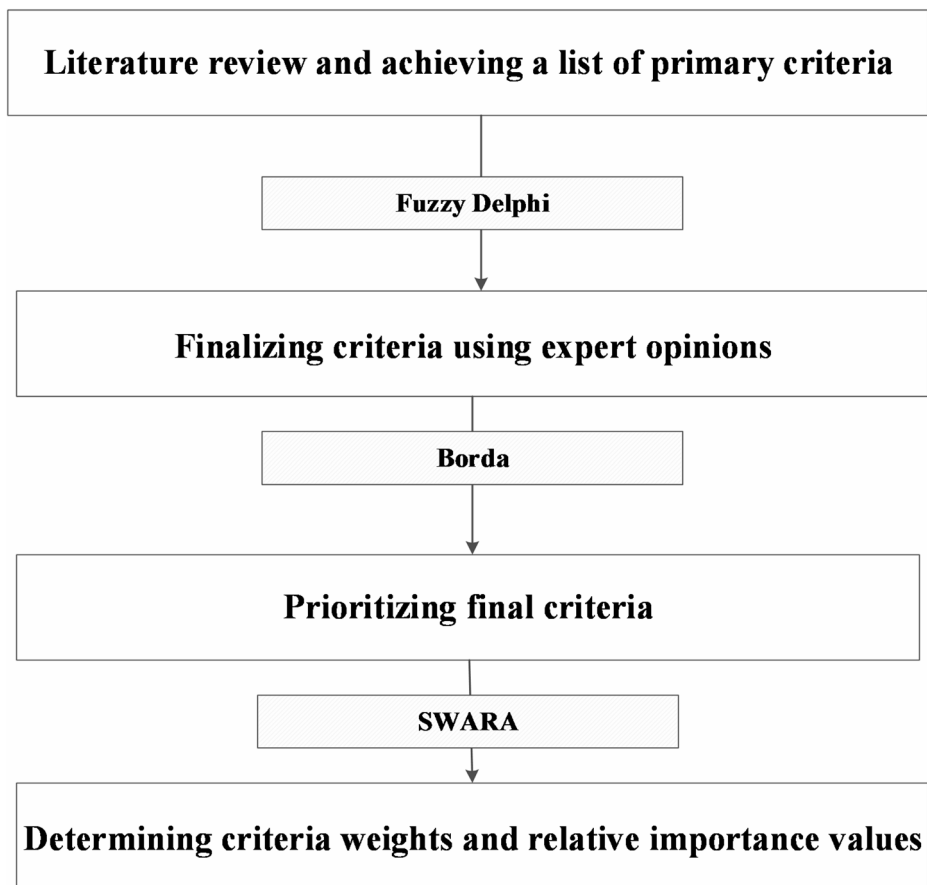 Literature review and achieving a list of primary criteria
Fuzzy Delphi
Finalizing criteria using expert opinions
Borda
Prioritizing final criteria
SWARA
Determining criteria weights and relative importance values